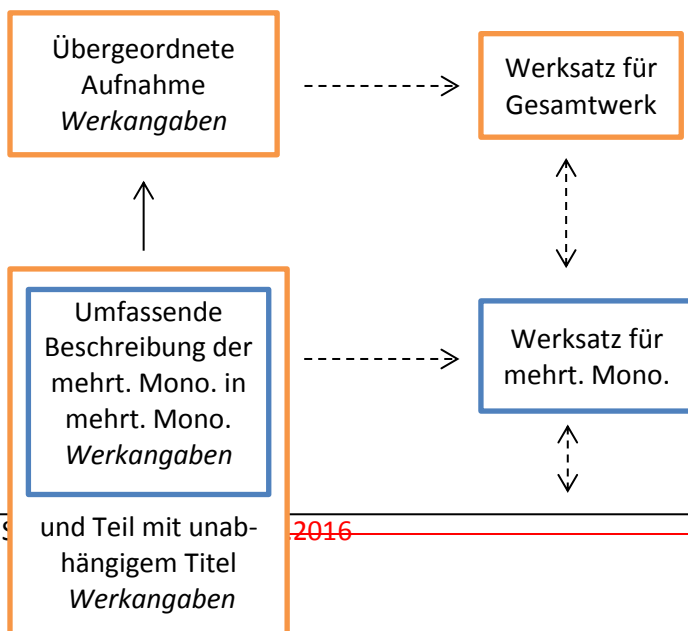 Übergeordnete
Aufnahme
Werkangaben
Werksatz für
Gesamtwerk
Umfassende
Beschreibung der
mehrt. Mono. in
mehrt. Mono.
Werkangaben
Werksatz für
mehrt. Mono.
und Teil mit unab-
hängigem Titel
Werkangaben
.2016